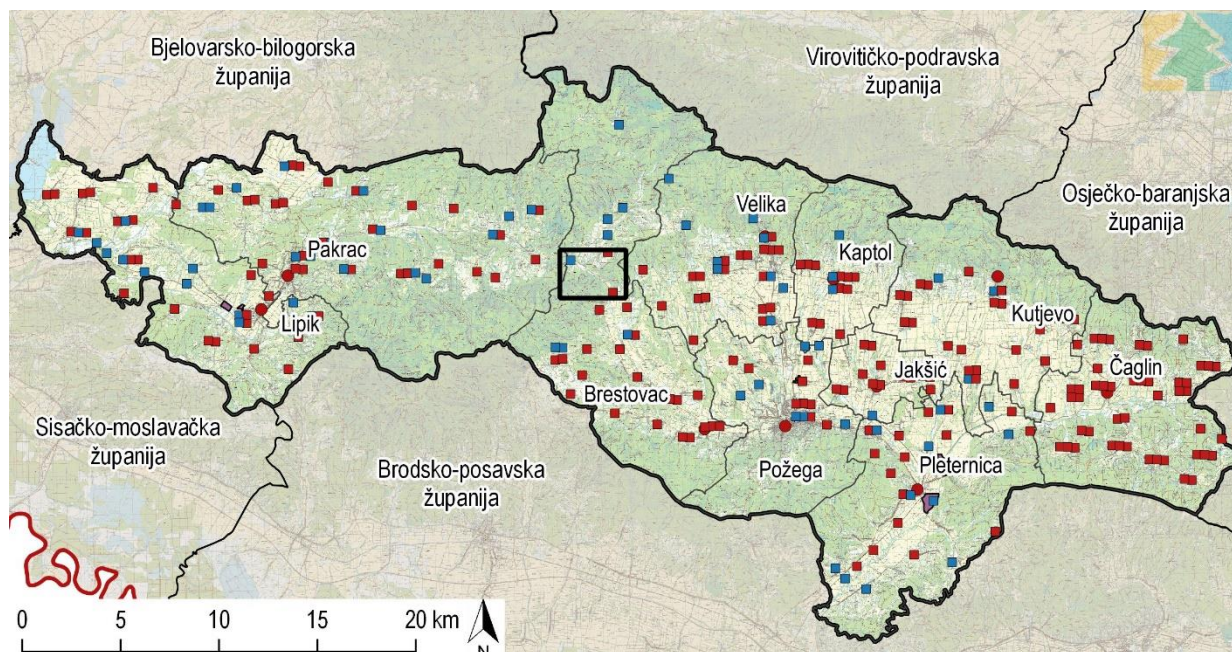 Bjelovarsko-bilogorska
županija
Virovitičko-podravska
županija
Osječko-baranjska
županija
Velika
Kaptol
Pakrac
Lipik
Kutjevo
Čaglin
Jakšić
Brestovac
Sisačko-moslavačka
županija
Brodsko-posavska
županija
Požega
Pleternica
0 5 10 15 20 km
N